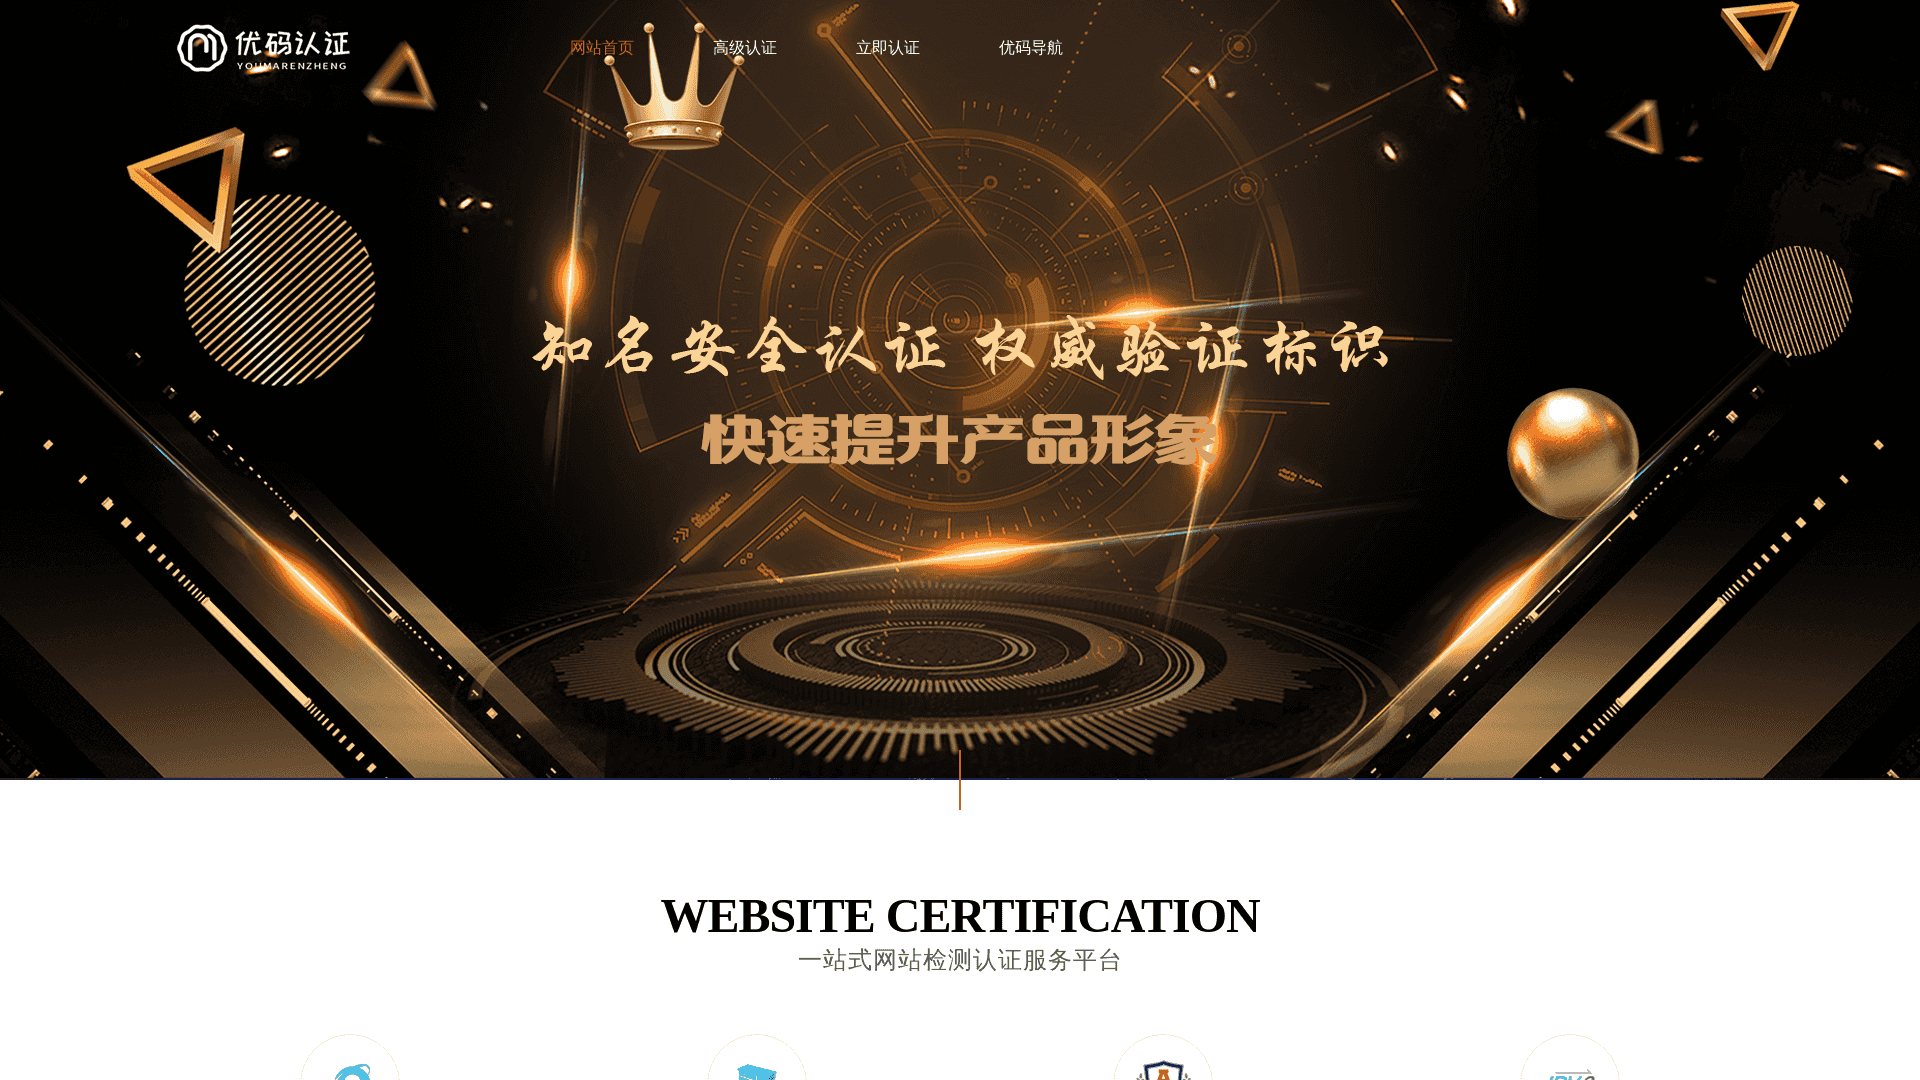 优码认证
YOUMARENZHENG
网站首页
高级认证
立即认证
优码导航
知名安全认证 权威验证标识
快速提升产品形象
WEBSITE CERTIFICATION
一站式网站检测认证服务平台